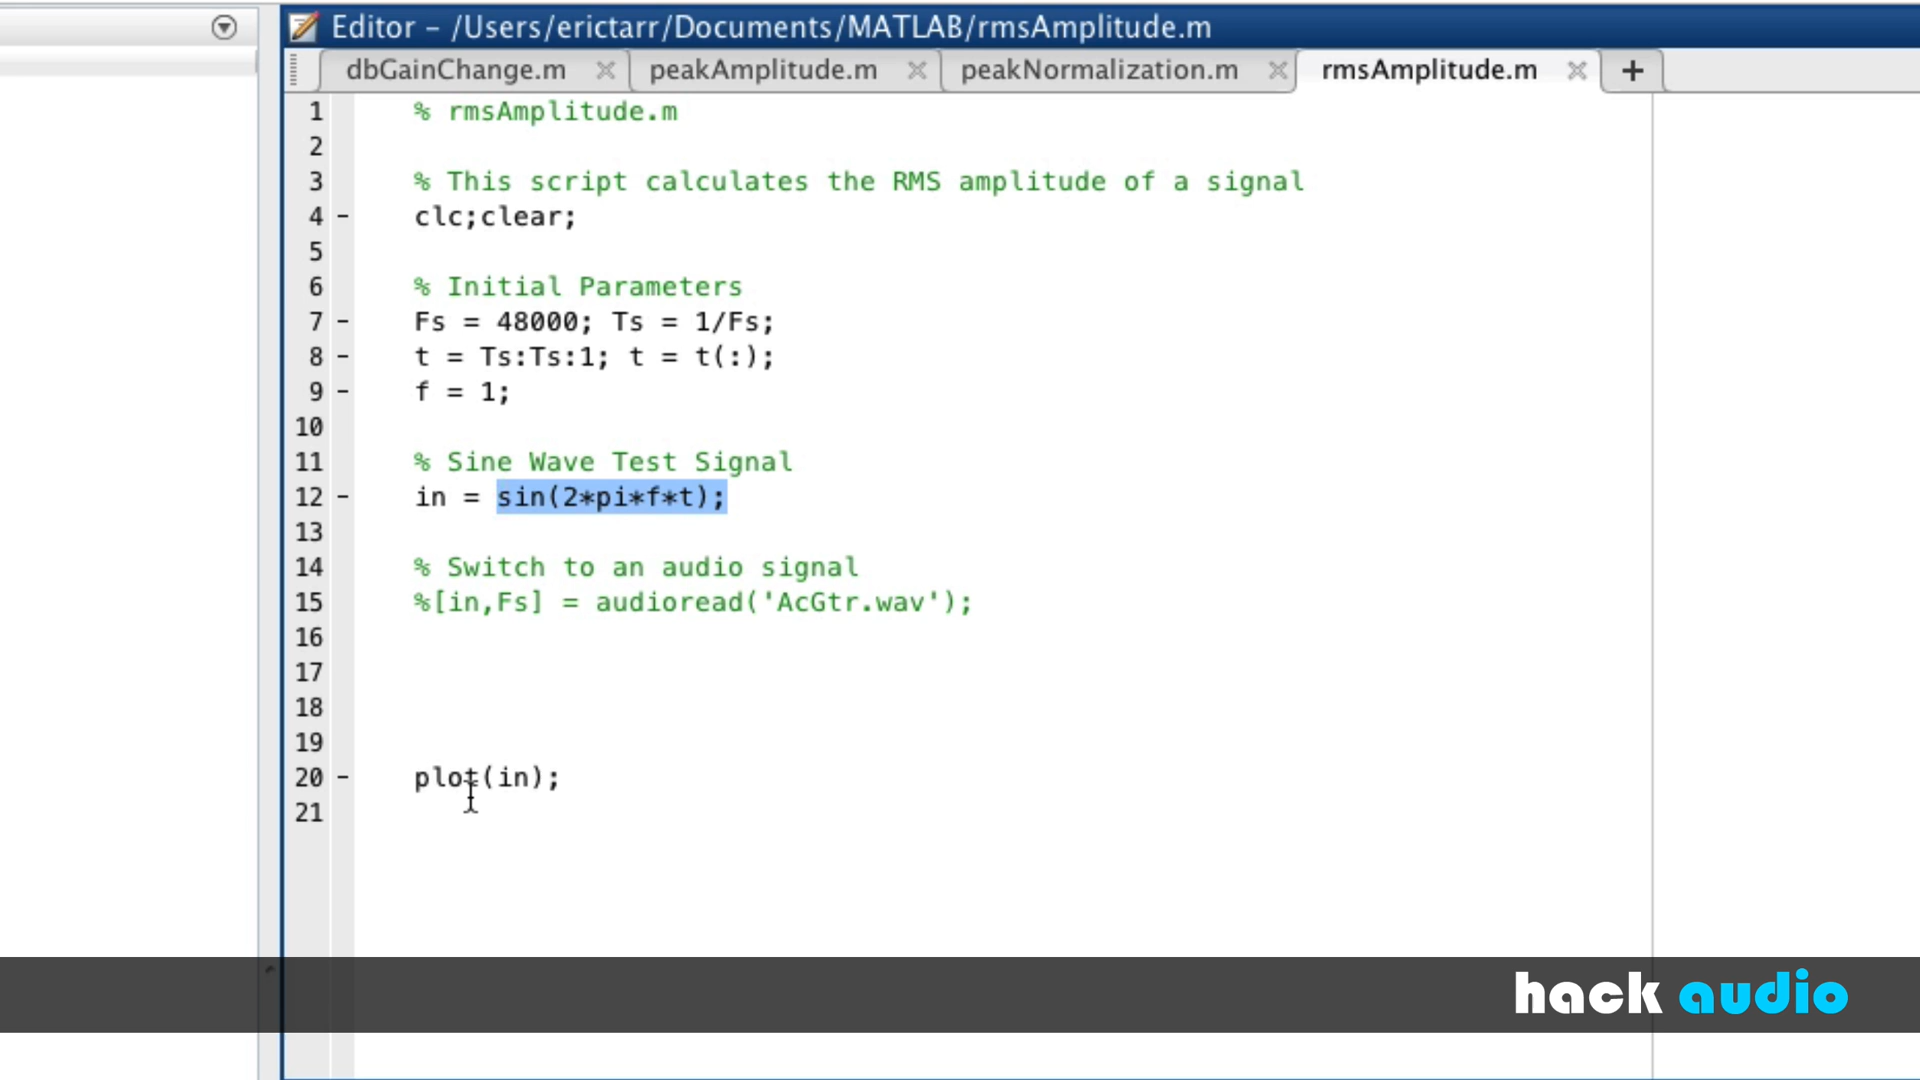 Editor – /Users/erictarr/Documents/MATLAB/rmsAmplitude.m
dbGainChange.m × peakAmplitude.m × peakNormalization.m × rmsAmplitude.m × +
1 % rmsAmplitude.m
2
3 % This script calculates the RMS amplitude of a signal
4 - clc;clear;
5
6 % Initial Parameters
7 - Fs = 48000; Ts = 1/Fs;
8 - t = Ts:Ts:1; t = t(:);
9 - f = 1;
10
11 % Sine Wave Test Signal
12 - in = sin(2*pi*f*t);
13
14 % Switch to an audio signal
15 %[in,Fs] = audioread('AcGtr.wav');
16
17
18
19
20 - plot(in);
21
hack audio